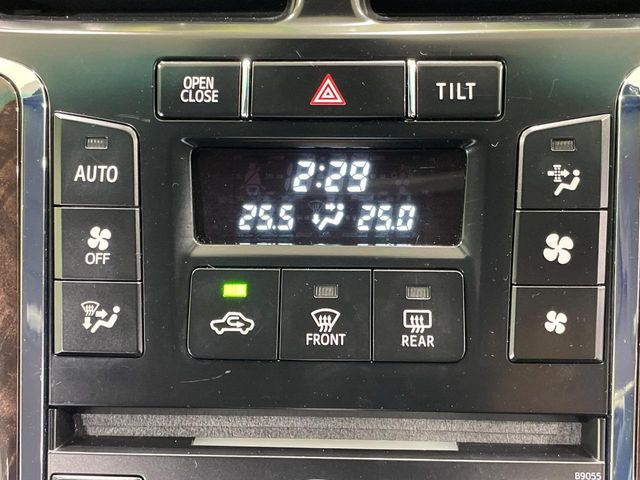 OPEN
CLOSE
TILT
AUTO
2:29
25.5 25.0
OFF
FRONT
REAR
B9055